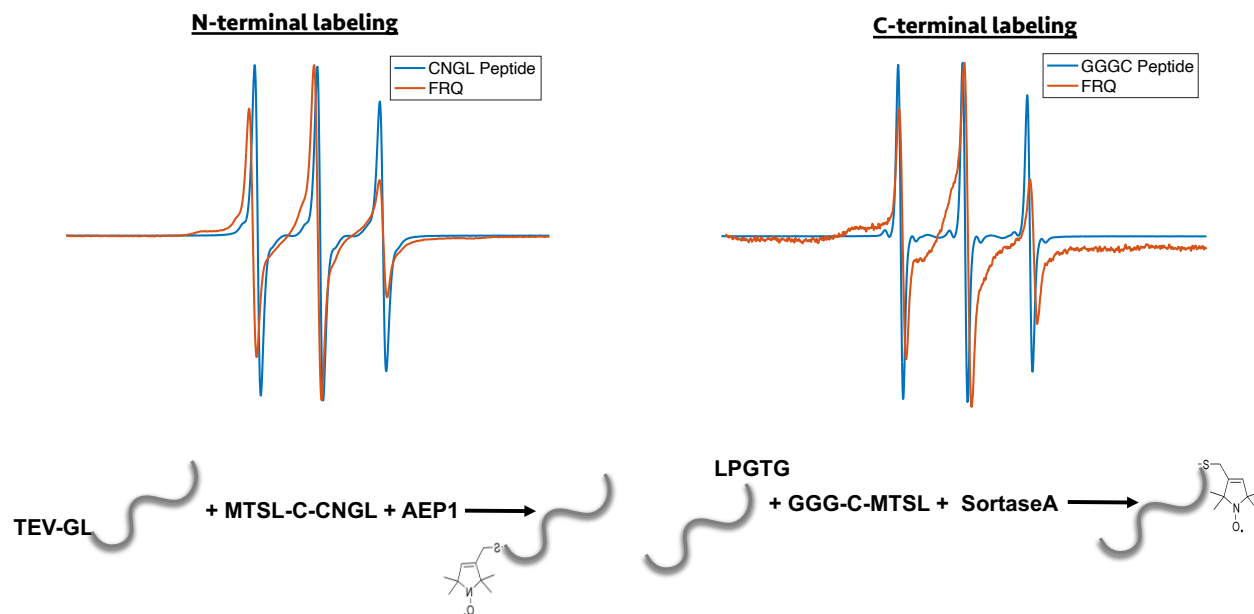 N-terminal labeling
CNGL Peptide
FRQ
C-terminal labeling
GGGC Peptide
FRQ
TEV-GL
+ MTSL-C-CNGL + AEP1
S
N
O.
LPGTG
+ GGG-C-MTSL + SortaseA
-S
N
O.